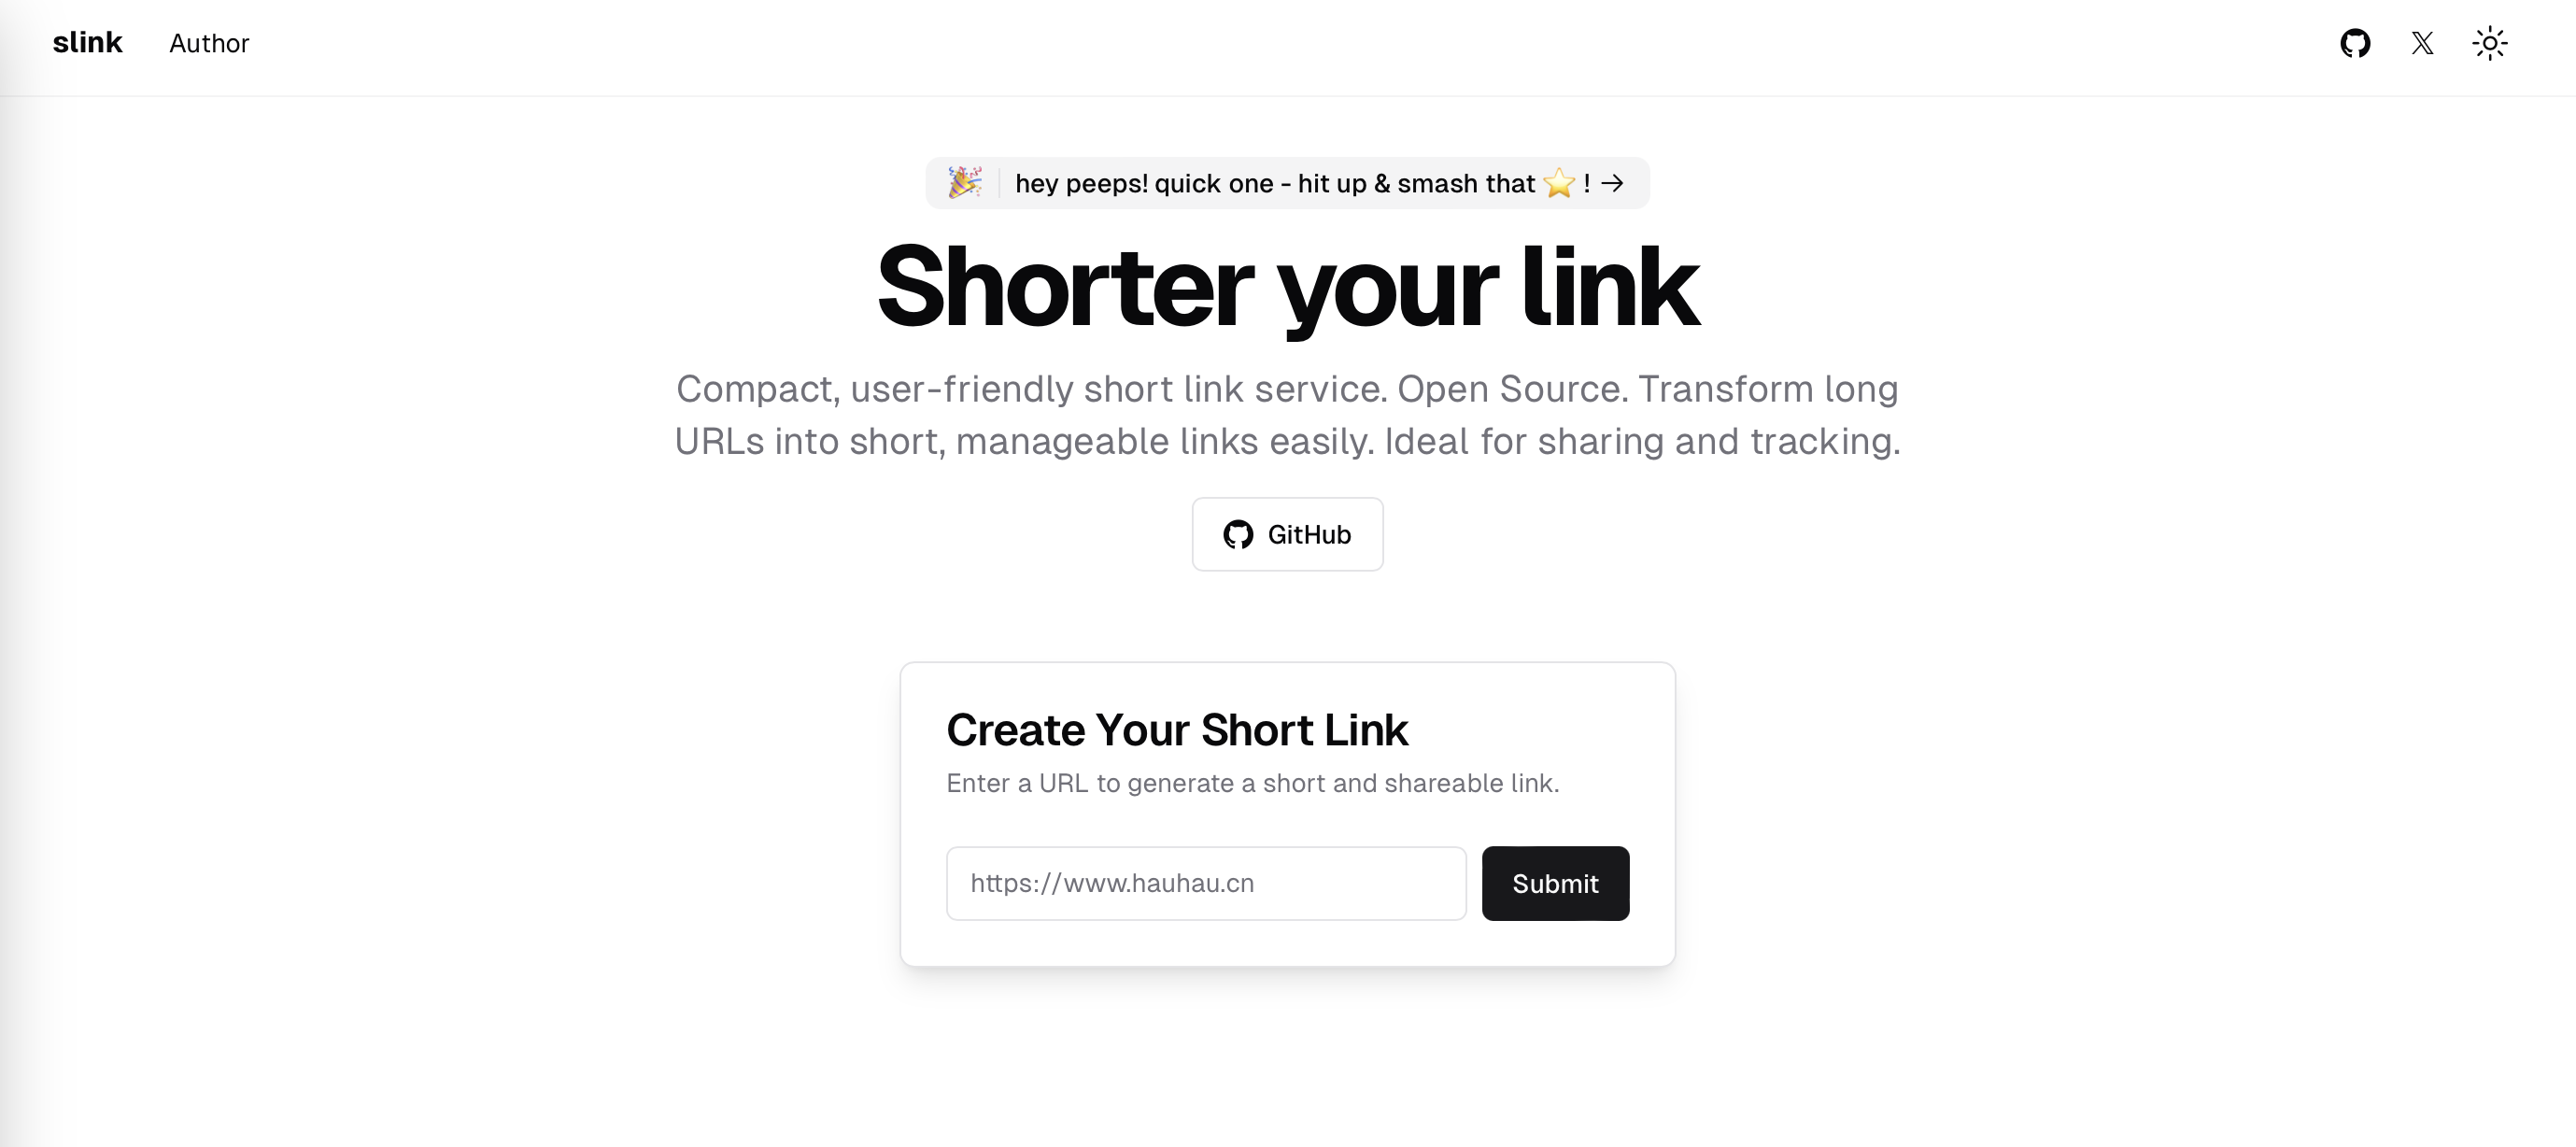 slink Author
🎉 hey peeps! quick one - hit up & smash that ⭐ ! →
Shorter your link
Compact, user-friendly short link service. Open Source. Transform long
URLs into short, manageable links easily. Ideal for sharing and tracking.
GitHub
Create Your Short Link
Enter a URL to generate a short and shareable link.
https://www.hauhau.cn Submit